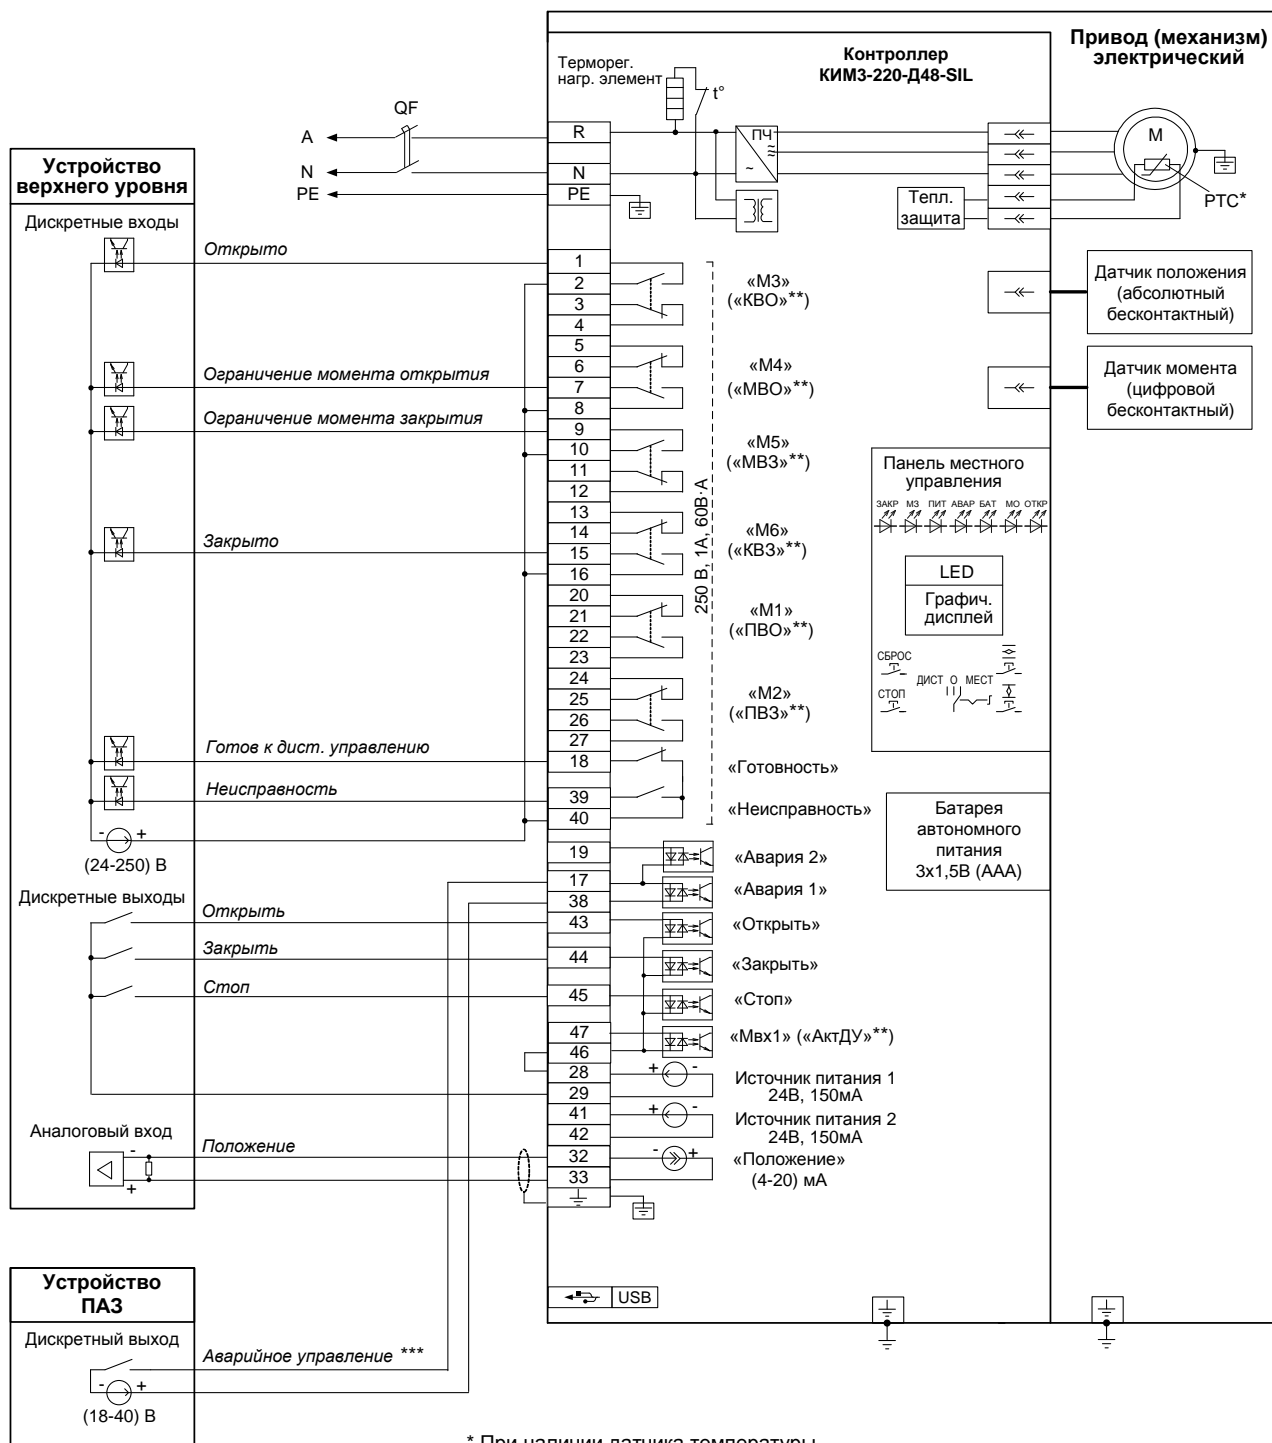 Привод (механизм)
электрический
Контроллер
КИМ3-220-Д48-SIL
Терморег.
нагр. элемент
t°
QF
A
R
ПЧ
≈
~
M
N
N
PE
PE
Тепл.
защита
PTC*
Устройство
верхнего уровня
Дискретные входы
Открыто
1
2
3
4
«М3»
(«КВО»**)
Датчик положения
(абсолютный
бесконтактный)
5
6
7
8
Ограничение момента открытия
«М4»
(«МВО»**)
Датчик момента
(цифровой
бесконтактный)
Ограничение момента закрытия
9
10
11
12
«М5»
(«МВЗ»**)
250 В, 1А, 60В·А
Панель местного
управления
ЗАКР МЗ ПИТ АВАР БАТ МО ОТКР
13
14
15
16
Закрыто
«М6»
(«КВЗ»**)
LED
Графич.
дисплей
20
21
22
23
«М1»
(«ПВО»**)
СБРОС
СТОП
ДИСТ О МЕСТ
24
25
26
27
«М2»
(«ПВЗ»**)
Готов к дист. управлению
18
«Готовность»
Неисправность
39
40
«Неисправность»
Батарея
автономного
питания
3х1,5В (ААА)
- +
(24-250) В
19
«Авария 2»
17
38
«Авария 1»
Дискретные выходы
Открыть
43
«Открыть»
Закрыть
44
«Закрыть»
Стоп
45
«Стоп»
47
46
«Мвх1» («АктДУ»**)
28
29
+ -
Источник питания 1
24В, 150мА
41
42
+ -
Источник питания 2
24В, 150мА
Аналоговый вход
-
+
Положение
32
33
- +
«Положение»
(4-20) мА
USB
Устройство
ПАЗ
Дискретный выход
Аварийное управление ***
- +
(18-40) В
* При наличии датчика температуры